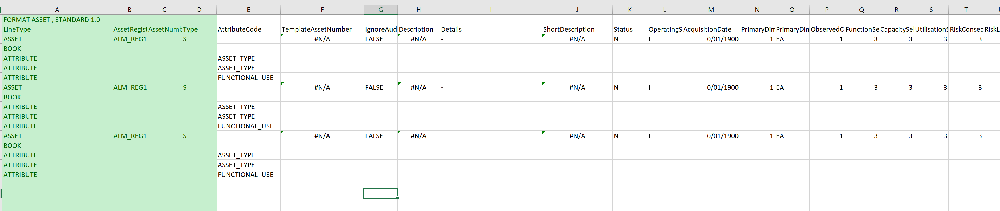 A B C D E F G H I J K L M N O P Q R S T
FORMAT ASSET , STANDARD 1.0
LineType AssetRegist AssetNumb Type AttributeCode TemplateAssetNumber IgnoreAud Description Details ShortDescription Status OperatingS AcquisitionDate PrimaryDim PrimaryDim ObservedC FunctionSe CapacitySe UtilisationS RiskConseq RiskL
ASSET ALM_REG1 S #N/A FALSE #N/A - #N/A N I 0/01/1900 1 EA 1 3 3 3 3
BOOK
ATTRIBUTE ASSET_TYPE
ATTRIBUTE ASSET_TYPE
ATTRIBUTE FUNCTIONAL_USE
ASSET ALM_REG1 S #N/A FALSE #N/A - #N/A N I 0/01/1900 1 EA 1 3 3 3 3
BOOK
ATTRIBUTE ASSET_TYPE
ATTRIBUTE ASSET_TYPE
ATTRIBUTE FUNCTIONAL_USE
ASSET ALM_REG1 S #N/A FALSE #N/A - #N/A N I 0/01/1900 1 EA 1 3 3 3 3
BOOK
ATTRIBUTE ASSET_TYPE
ATTRIBUTE ASSET_TYPE
ATTRIBUTE FUNCTIONAL_USE